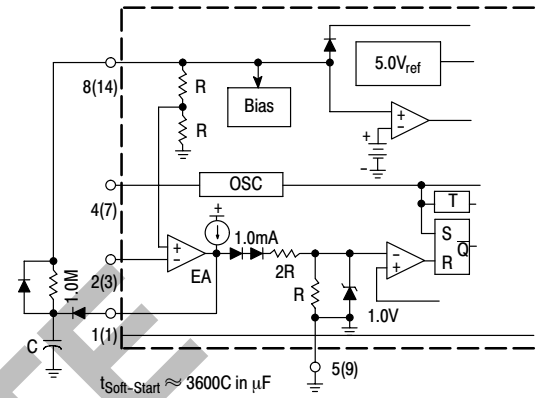 5.0Vref
8(14)
R
Bias
+
−
R
+
−
4(7)
OSC
T
+
S
1.0mA
Q
+
−
−
+
R
2(3)
EA
2R
1.0M
R
1.0V
1(1)
C
5(9)
tSoft-Start ≈ 3600C in μF